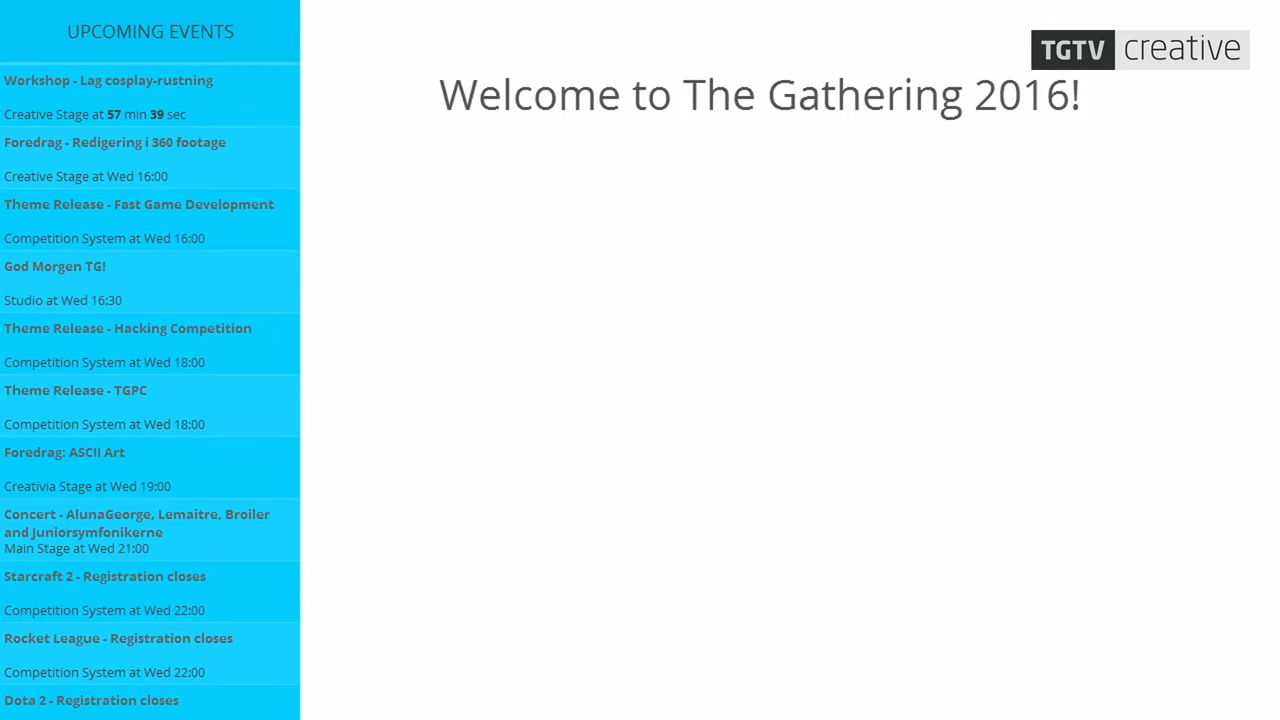 UPCOMING EVENTS
Workshop - Lag cosplay-rustning
Creative Stage at 57 min 39 sec
Foredrag - Redigering i 360 footage
Creative Stage at Wed 16:00
Theme Release - Fast Game Development
Competition System at Wed 16:00
God Morgen TG!
Studio at Wed 16:30
Theme Release - Hacking Competition
Competition System at Wed 18:00
Theme Release - TGPC
Competition System at Wed 18:00
Foredrag: ASCII Art
Creativia Stage at Wed 19:00
Concert - AlunaGeorge, Lemaitre, Broiler
and Juniorsymfonikerne
Main Stage at Wed 21:00
Starcraft 2 - Registration closes
Competition System at Wed 22:00
Rocket League - Registration closes
Competition System at Wed 22:00
Dota 2 - Registration closes
TGTV creative
Welcome to The Gathering 2016!